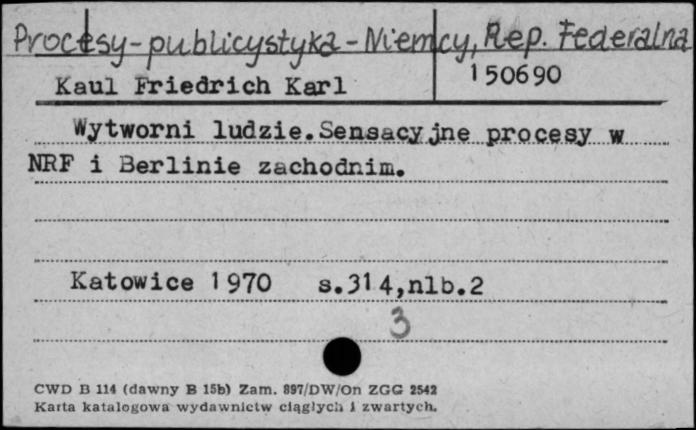 Procesy-publicystyka-Niemcy, Rep. Federalna
Kaul Friedrich Karl
150690
Wytworni ludzie.Sensacyjne procesy w
NRF i Berlinie zachodnim.
Katowice 1970 s.314,nlb.2
3
CWD B 114 (dawny B 15b) Zam. 897/DW/On ZGG 2542
Karta katalogowa wydawnictw ciągłych i zwartych.